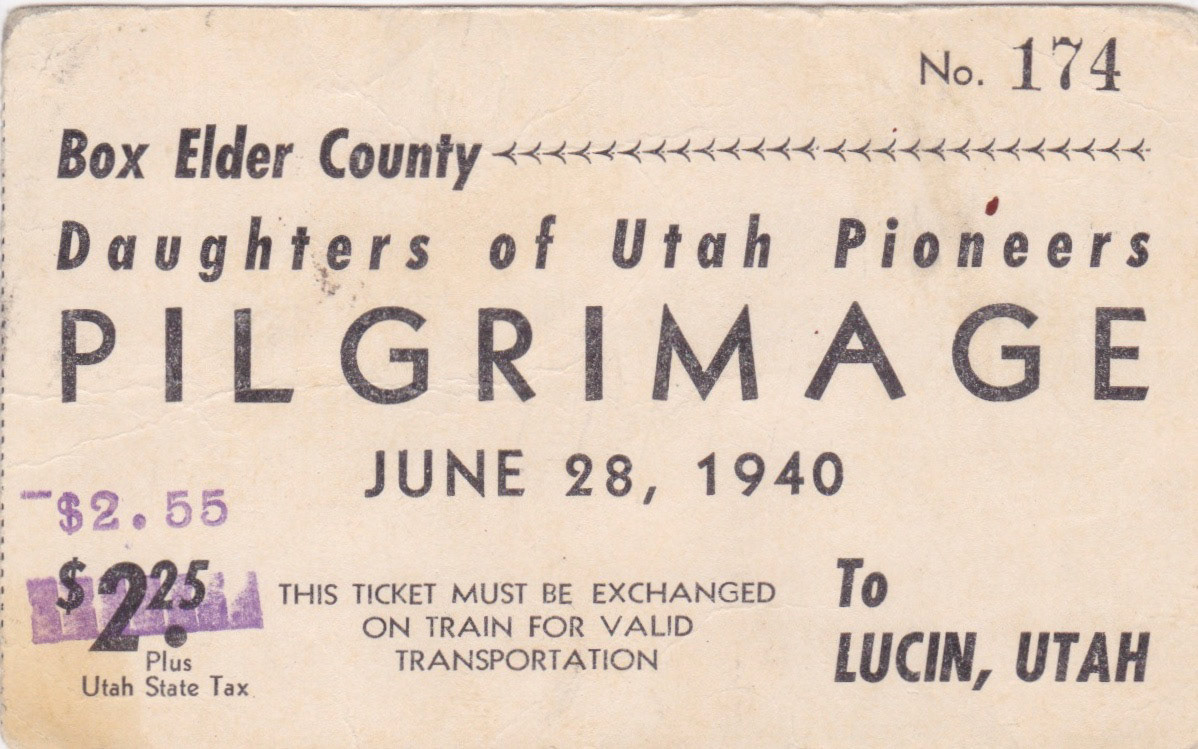 No. 174
Box Elder County
Daughters of Utah Pioneers
PILGRIMAGE
JUNE 28, 1940
$2.55
$2.25
Plus
Utah State Tax
THIS TICKET MUST BE EXCHANGED
ON TRAIN FOR VALID
TRANSPORTATION
To
LUCIN, UTAH